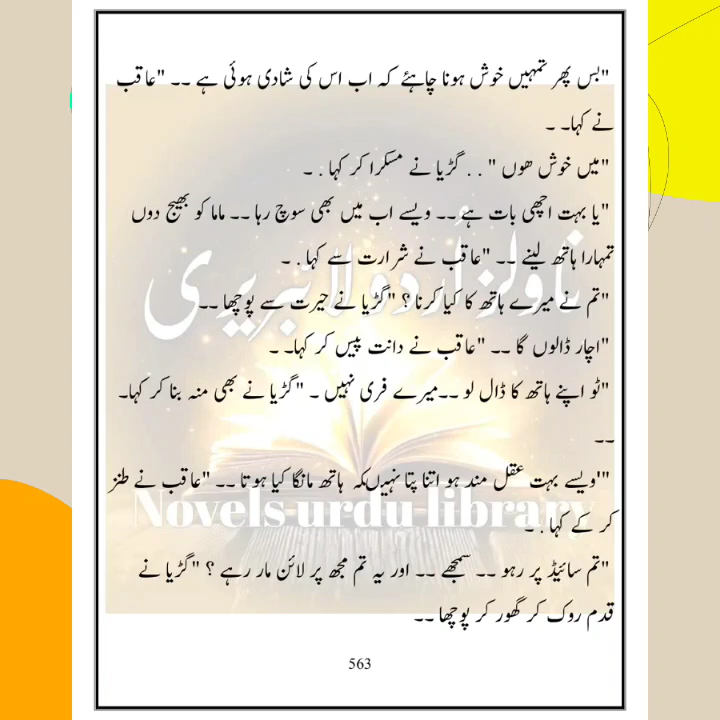 "بس پھر تمہیں خوش ہونا چاہئے کہ اب اس کی شادی ہوئی ہے ۔۔ "عاقب
نے کہا۔ ۔
"میں خوش ھوں " . . گڑیا نے مسکرا کر کہا . ۔
"یا بہت اچھی بات ہے ۔۔ ویسے اب میں بھی سوچ رہا ۔۔ ماما کو بھیج دوں
تمہارا ہاتھ لینے ۔۔ "عاقب نے شرارت سے کہا . ۔
"تم نے میرے ہاتھ کا کیا کرنا ؟ "گڑیا نے حیرت سے پوچھا ۔۔
"اچار ڈالوں گا ۔۔ "عاقب نے دانت پیس کر کہا۔ ۔
"تو اپنے ہاتھ کا ڈال لو ۔۔میرے فری نہیں ۔ "گڑیا نے بھی منہ بنا کر کہا۔
۔۔
"'ویسے بہت عقل مند ہو اتنا پتا نہیں کہ ہاتھ مانگا کیا ہوتا ۔۔ "عاقب نے طنز
کر کے کہا . ۔
"تم سائیڈ پر رہو ۔۔ سمجھے ۔۔ اور یہ تم مجھ پر لائن مار رہے ؟ "گڑیا نے
قدم روک کر گھور کر پوچھا ۔۔
ناولز اردو لائبریری
Novels urdu library
563